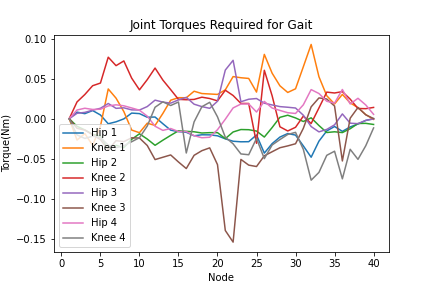 Joint Torques Required for Gait
Torque(Nm)
0.10
0.05
0.00
−0.05
−0.10
−0.15
Hip 1
Knee 1
Hip 2
Knee 2
Hip 3
Knee 3
Hip 4
Knee 4
0 5 10 15 20 25 30 35 40
Node